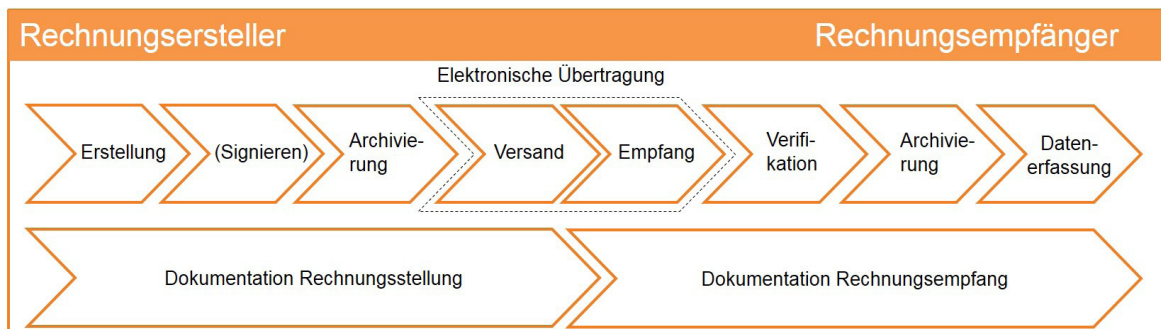 Rechnungsersteller
Rechnungsempfänger
Elektronische Übertragung
Erstellung
(Signieren)
Archivie-
rung
Versand
Empfang
Verifi-
kation
Archivie-
rung
Daten-
erfassung
Dokumentation Rechnungsstellung
Dokumentation Rechnungsempfang